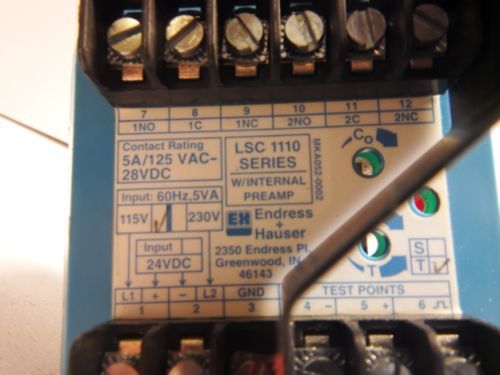 7 8 9 10 11 12
1NO 1C 1NC 2NO 2C 2NC
Contact Rating
5A/125 VAC-
28VDC
LSC 1110
SERIES
W/INTERNAL
PREAMP
MKA052-0002
C O
Input: 60Hz,5VA
115V 230V
Input
24VDC
EH Endress
+
Hauser
2350 Endress Pl.
Greenwood, IN
46143
T
S
T
L1 + − L2 GND TEST POINTS
1 2 3 4 − 5 + 6